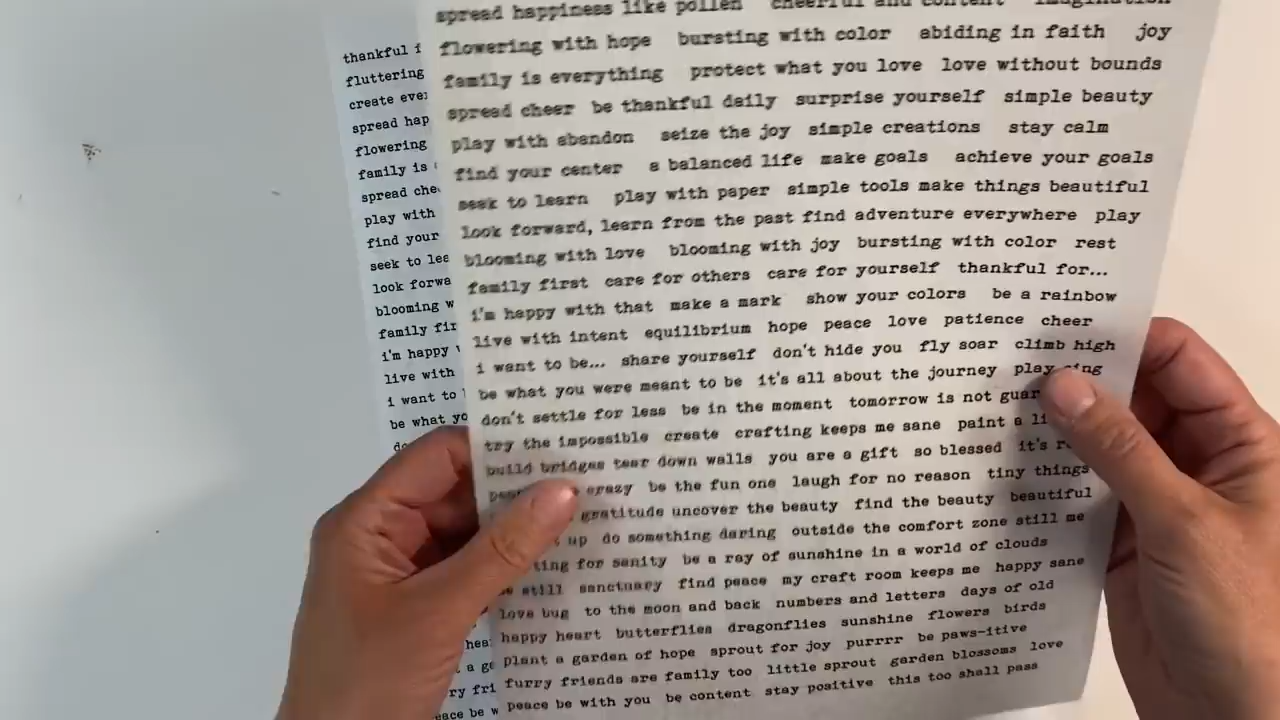 spread happiness like pollen cheerful and content imagination
flowering with hope bursting with color abiding in faith joy
family is everything protect what you love love without bounds
spread cheer be thankful daily surprise yourself simple beauty
play with abandon seize the joy simple creations stay calm
find your center a balanced life make goals achieve your goals
seek to learn play with paper simple tools make things beautiful
look forward, learn from the past find adventure everywhere play
blooming with love blooming with joy bursting with color rest
family first care for others care for yourself thankful for...
i'm happy with that make a mark show your colors be a rainbow
live with intent equilibrium hope peace love patience cheer
i want to be... share yourself don't hide you fly soar climb high
be what you were meant to be it's all about the journey play
don't settle for less be in the moment tomorrow is not
try the impossible create crafting keeps me sane paint a
build bridges tear down walls you are a gift so blessed it's
crazy be the fun one laugh for no reason tiny things
gratitude uncover the beauty find the beauty beautiful
up do something daring outside the comfort zone still me
for sanity be a ray of sunshine in a world of clouds
still sanctuary find peace my craft room keeps me happy sane
love bug to the moon and back numbers and letters days of old
happy heart butterflies dragonflies sunshine flowers birds
plant a garden of hope sprout for joy purrrr be paws-itive
furry friends are family too little sprout garden blossoms love
peace be with you be content stay positive this too shall pass
thankful
fluttering
create
spread
flowering
family is
spread
play with
find your
seek to
look
blooming
family
i'm happy
live with
i want to
be what